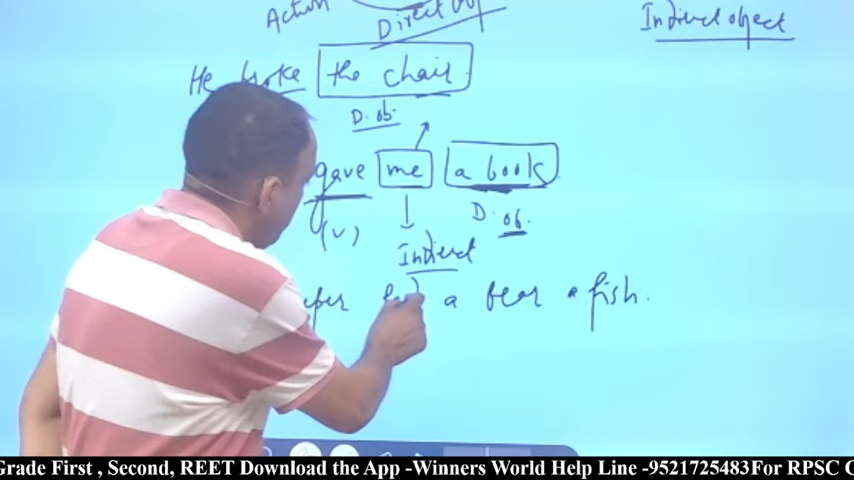 Action
Direct Obj
Indirect object
He broke the chair
D. ob.
gave me a book
D. ob.
(v)
Indirect
a bear a fish.
Grade First , Second, REET Download the App -Winners World Help Line -9521725483For RPSC